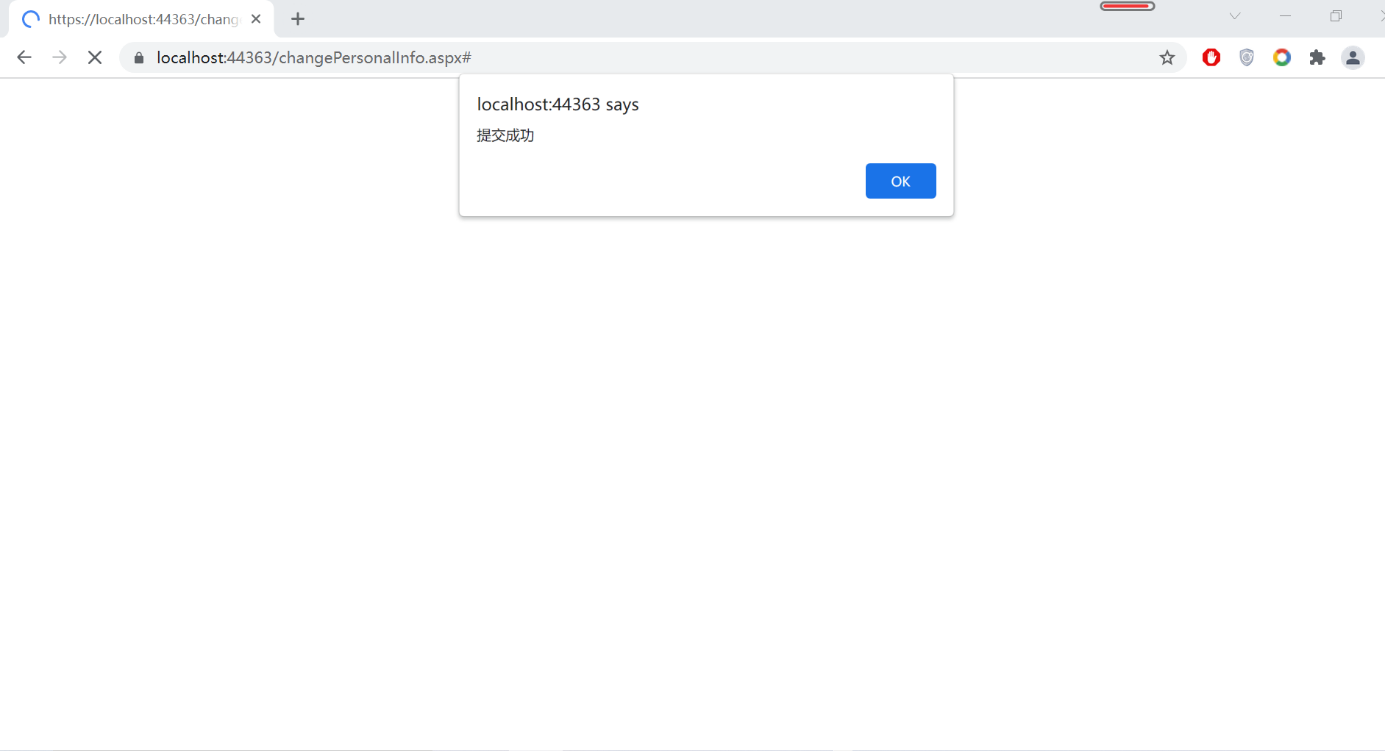 https://localhost:44363/chang
localhost:44363/changePersonalInfo.aspx#
localhost:44363 says
提交成功
OK